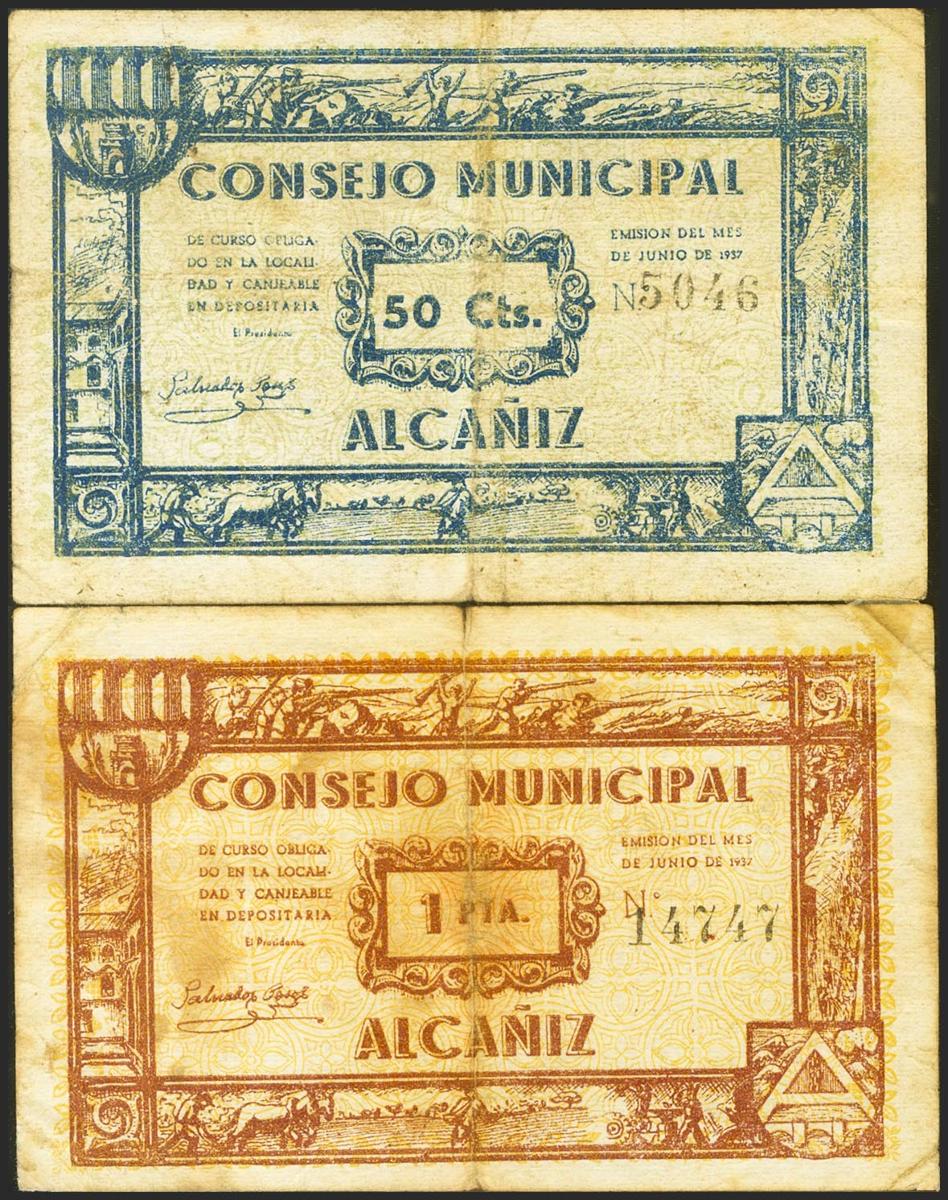 CONSEJO MUNICIPAL
DE CURSO OBLIGA-
DO EN LA LOCALI-
DAD Y CANJEABLE
EN DEPOSITARIA
El Presidente
50 Cts.
EMISION DEL MES
DE JUNIO DE 1937
N5046
ALCAÑIZ
CONSEJO MUNICIPAL
DE CURSO OBLIGA-
DO EN LA LOCALI-
DAD Y CANJEABLE
EN DEPOSITARIA
El Presidente
1 PTA.
EMISION DEL MES
DE JUNIO DE 1937
N.º
14747
ALCAÑIZ